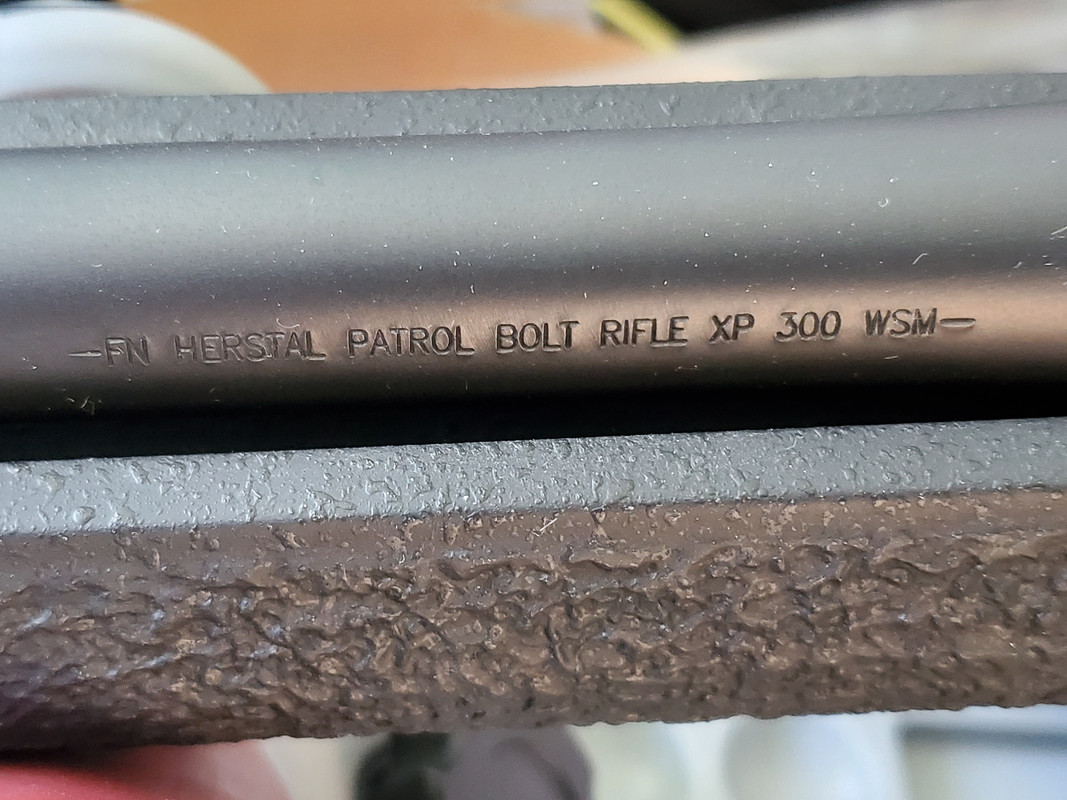 —FN HERSTAL PATROL BOLT RIFLE XP 300 WSM—